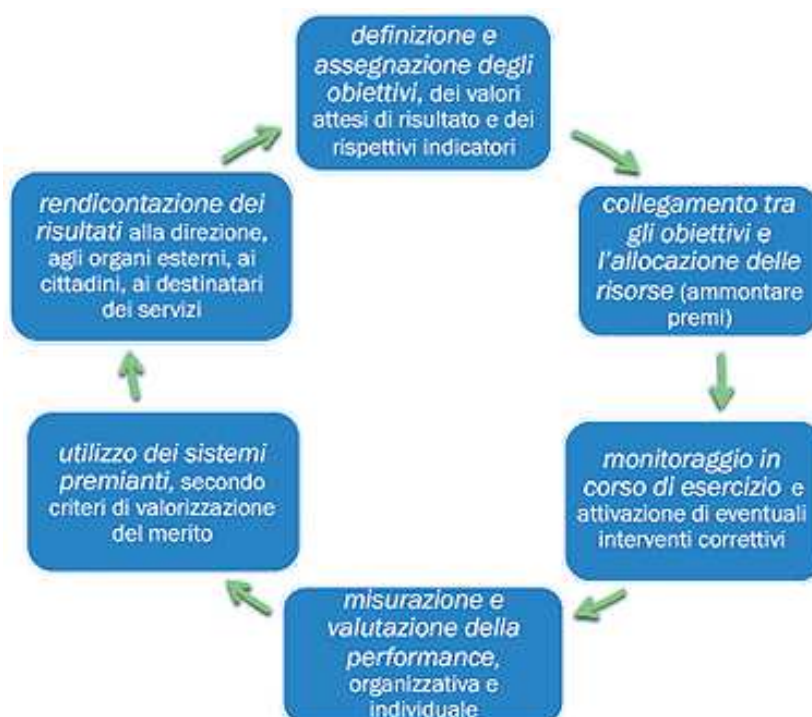 definizione e
assegnazione degli
obiettivi, dei valori
attesi di risultato e dei
rispettivi indicatori
collegamento tra
gli obiettivi e
l'allocazione delle
risorse (ammontare
premi)
monitoraggio in
corso di esercizio e
attivazione di eventuali
interventi correttivi
misurazione e
valutazione della
performance,
organizzativa e
individuale
utilizzo dei sistemi
premianti, secondo
criteri di valorizzazione
del merito
rendicontazione dei
risultati alla direzione,
agli organi esterni, ai
cittadini, ai destinatari
dei servizi